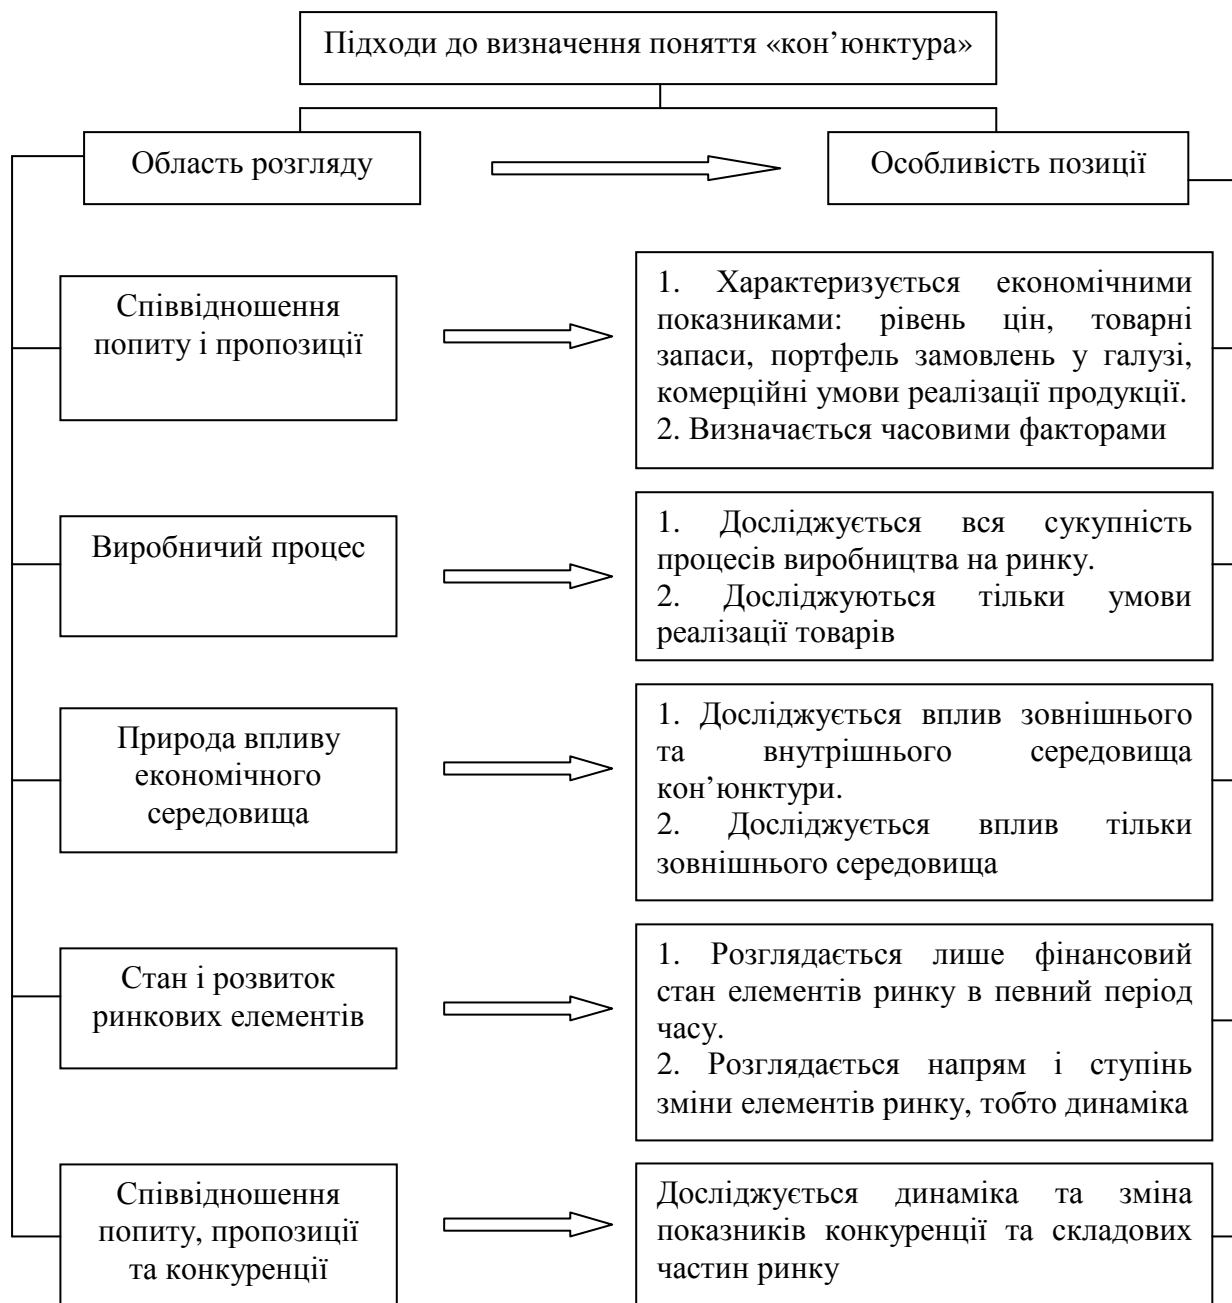 Підходи до визначення поняття «кон’юнктура»
Область розгляду
Особливість позиції
Співвідношення
попиту і пропозиції
1. Характеризується економічними
показниками: рівень цін, товарні
запаси, портфель замовлень у галузі,
комерційні умови реалізації продукції.
2. Визначається часовими факторами
Виробничий процес
1. Досліджується вся сукупність
процесів виробництва на ринку.
2. Досліджуються тільки умови
реалізації товарів
Природа впливу
економічного
середовища
1. Досліджується вплив зовнішнього
та внутрішнього середовища
кон’юнктури.
2. Досліджується вплив тільки
зовнішнього середовища
Стан і розвиток
ринкових елементів
1. Розглядається лише фінансовий
стан елементів ринку в певний період
часу.
2. Розглядається напрям і ступінь
зміни елементів ринку, тобто динаміка
Співвідношення
попиту, пропозиції
та конкуренції
Досліджується динаміка та зміна
показників конкуренції та складових
частин ринку